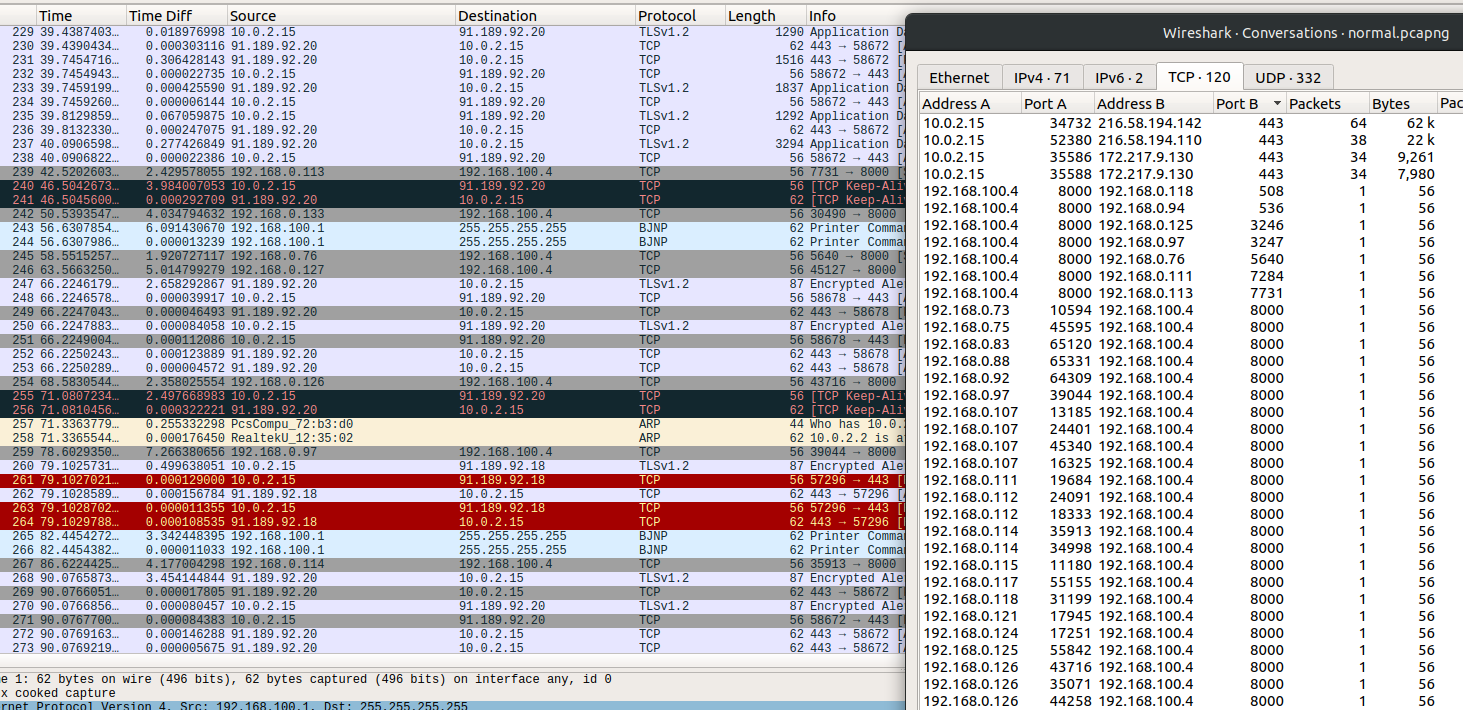 Time Time Diff Source Destination Protocol Length Info
229 39.4387403… 0.018976998 10.0.2.15 91.189.92.20 TLSv1.2 1290 Application Da
230 39.4390434… 0.000303116 91.189.92.20 10.0.2.15 TCP 62 443 → 58672 [A
231 39.7454716… 0.306428143 91.189.92.20 10.0.2.15 TCP 1516 443 → 58672 [
232 39.7454943… 0.000022735 10.0.2.15 91.189.92.20 TCP 56 58672 → 443 [A
233 39.7459199… 0.000425590 91.189.92.20 10.0.2.15 TLSv1.2 1837 Application Da
234 39.7459260… 0.000006144 10.0.2.15 91.189.92.20 TCP 56 58672 → 443 [A
235 39.8129859… 0.067059875 10.0.2.15 91.189.92.20 TLSv1.2 1292 Application Da
236 39.8132330… 0.000247075 91.189.92.20 10.0.2.15 TCP 62 443 → 58672 [A
237 40.0906598… 0.277426849 91.189.92.20 10.0.2.15 TLSv1.2 3294 Application Da
238 40.0906822… 0.000022386 10.0.2.15 91.189.92.20 TCP 56 58672 → 443 [A
239 42.5202603… 2.429578055 192.168.0.113 192.168.100.4 TCP 56 7731 → 8000 [S
240 46.5042673… 3.984007053 10.0.2.15 91.189.92.20 TCP 56 [TCP Keep-Ali
241 46.5045600… 0.000292709 91.189.92.20 10.0.2.15 TCP 62 [TCP Keep-Ali
242 50.5393547… 4.034794632 192.168.0.133 192.168.100.4 TCP 56 30490 → 8000
243 56.6307854… 6.091430670 192.168.100.1 255.255.255.255 BJNP 62 Printer Comma
244 56.6307986… 0.000013239 192.168.100.1 255.255.255.255 BJNP 62 Printer Comma
245 58.5515257… 1.920727117 192.168.0.76 192.168.100.4 TCP 56 5640 → 8000 [S
246 63.5663250… 5.014799279 192.168.0.127 192.168.100.4 TCP 56 45127 → 8000
247 66.2246179… 2.658292867 91.189.92.20 10.0.2.15 TLSv1.2 87 Encrypted Ale
248 66.2246578… 0.000039917 10.0.2.15 91.189.92.20 TCP 56 58678 → 443 [A
249 66.2247043… 0.000046493 91.189.92.20 10.0.2.15 TCP 62 443 → 58678 [
250 66.2247883… 0.000084058 10.0.2.15 91.189.92.20 TLSv1.2 87 Encrypted Ale
251 66.2249004… 0.000112086 10.0.2.15 91.189.92.20 TCP 56 58678 → 443 [
252 66.2250243… 0.000123889 91.189.92.20 10.0.2.15 TCP 62 443 → 58678 [A
253 66.2250289… 0.000004572 91.189.92.20 10.0.2.15 TCP 62 443 → 58678 [A
254 68.5830544… 2.358025554 192.168.0.126 192.168.100.4 TCP 56 43716 → 8000
255 71.0807234… 2.497668983 10.0.2.15 91.189.92.20 TCP 56 [TCP Keep-Ali
256 71.0810456… 0.000322221 91.189.92.20 10.0.2.15 TCP 62 [TCP Keep-Ali
257 71.3363779… 0.255332298 PcsCompu_72:b3:d0 ARP 44 Who has 10.0.
258 71.3365544… 0.000176450 RealtekU_12:35:02 ARP 62 10.0.2.2 is a
259 78.6029350… 7.266380656 192.168.0.97 192.168.100.4 TCP 56 39044 → 8000
260 79.1025731… 0.499638051 10.0.2.15 91.189.92.18 TLSv1.2 87 Encrypted Ale
261 79.1027021… 0.000129000 10.0.2.15 91.189.92.18 TCP 56 57296 → 443 [
262 79.1028589… 0.000156784 91.189.92.18 10.0.2.15 TCP 62 443 → 57296 [A
263 79.1028702… 0.000011355 10.0.2.15 91.189.92.18 TCP 56 57296 → 443 [
264 79.1029788… 0.000108535 91.189.92.18 10.0.2.15 TCP 62 443 → 57296 [
265 82.4454272… 3.342448395 192.168.100.1 255.255.255.255 BJNP 62 Printer Comma
266 82.4454382… 0.000011033 192.168.100.1 255.255.255.255 BJNP 62 Printer Comma
267 86.6224425… 4.177004298 192.168.0.114 192.168.100.4 TCP 56 35913 → 8000
268 90.0765873… 3.454144844 91.189.92.20 10.0.2.15 TLSv1.2 87 Encrypted Ale
269 90.0766051… 0.000017805 91.189.92.20 10.0.2.15 TCP 62 443 → 58672 [
270 90.0766856… 0.000080457 10.0.2.15 91.189.92.20 TLSv1.2 87 Encrypted Ale
271 90.0767700… 0.000084383 10.0.2.15 91.189.92.20 TCP 56 58672 → 443 [
272 90.0769163… 0.000146288 91.189.92.20 10.0.2.15 TCP 62 443 → 58672 [A
273 90.0769219… 0.000005675 91.189.92.20 10.0.2.15 TCP 62 443 → 58672 [A
e 1: 62 bytes on wire (496 bits), 62 bytes captured (496 bits) on interface any, id 0
x cooked capture
rnet Protocol Version 4, Src: 192.168.100.1, Dst: 255.255.255.255
Wireshark · Conversations · normal.pcapng
Ethernet IPv4 · 71 IPv6 · 2 TCP · 120 UDP · 332
Address A Port A Address B Port B Packets Bytes Pac
10.0.2.15 34732 216.58.194.142 443 64 62 k
10.0.2.15 52380 216.58.194.110 443 38 22 k
10.0.2.15 35586 172.217.9.130 443 34 9,261
10.0.2.15 35588 172.217.9.130 443 34 7,980
192.168.100.4 8000 192.168.0.118 508 1 56
192.168.100.4 8000 192.168.0.94 536 1 56
192.168.100.4 8000 192.168.0.125 3246 1 56
192.168.100.4 8000 192.168.0.97 3247 1 56
192.168.100.4 8000 192.168.0.76 5640 1 56
192.168.100.4 8000 192.168.0.111 7284 1 56
192.168.100.4 8000 192.168.0.113 7731 1 56
192.168.0.73 10594 192.168.100.4 8000 1 56
192.168.0.75 45595 192.168.100.4 8000 1 56
192.168.0.83 65120 192.168.100.4 8000 1 56
192.168.0.88 65331 192.168.100.4 8000 1 56
192.168.0.92 64309 192.168.100.4 8000 1 56
192.168.0.97 39044 192.168.100.4 8000 1 56
192.168.0.107 13185 192.168.100.4 8000 1 56
192.168.0.107 24401 192.168.100.4 8000 1 56
192.168.0.107 45340 192.168.100.4 8000 1 56
192.168.0.107 16325 192.168.100.4 8000 1 56
192.168.0.111 19684 192.168.100.4 8000 1 56
192.168.0.112 24091 192.168.100.4 8000 1 56
192.168.0.112 18333 192.168.100.4 8000 1 56
192.168.0.114 35913 192.168.100.4 8000 1 56
192.168.0.114 34998 192.168.100.4 8000 1 56
192.168.0.115 11180 192.168.100.4 8000 1 56
192.168.0.117 55155 192.168.100.4 8000 1 56
192.168.0.118 31199 192.168.100.4 8000 1 56
192.168.0.121 17945 192.168.100.4 8000 1 56
192.168.0.124 17251 192.168.100.4 8000 1 56
192.168.0.125 55842 192.168.100.4 8000 1 56
192.168.0.126 43716 192.168.100.4 8000 1 56
192.168.0.126 35071 192.168.100.4 8000 1 56
192.168.0.126 44258 192.168.100.4 8000 1 56